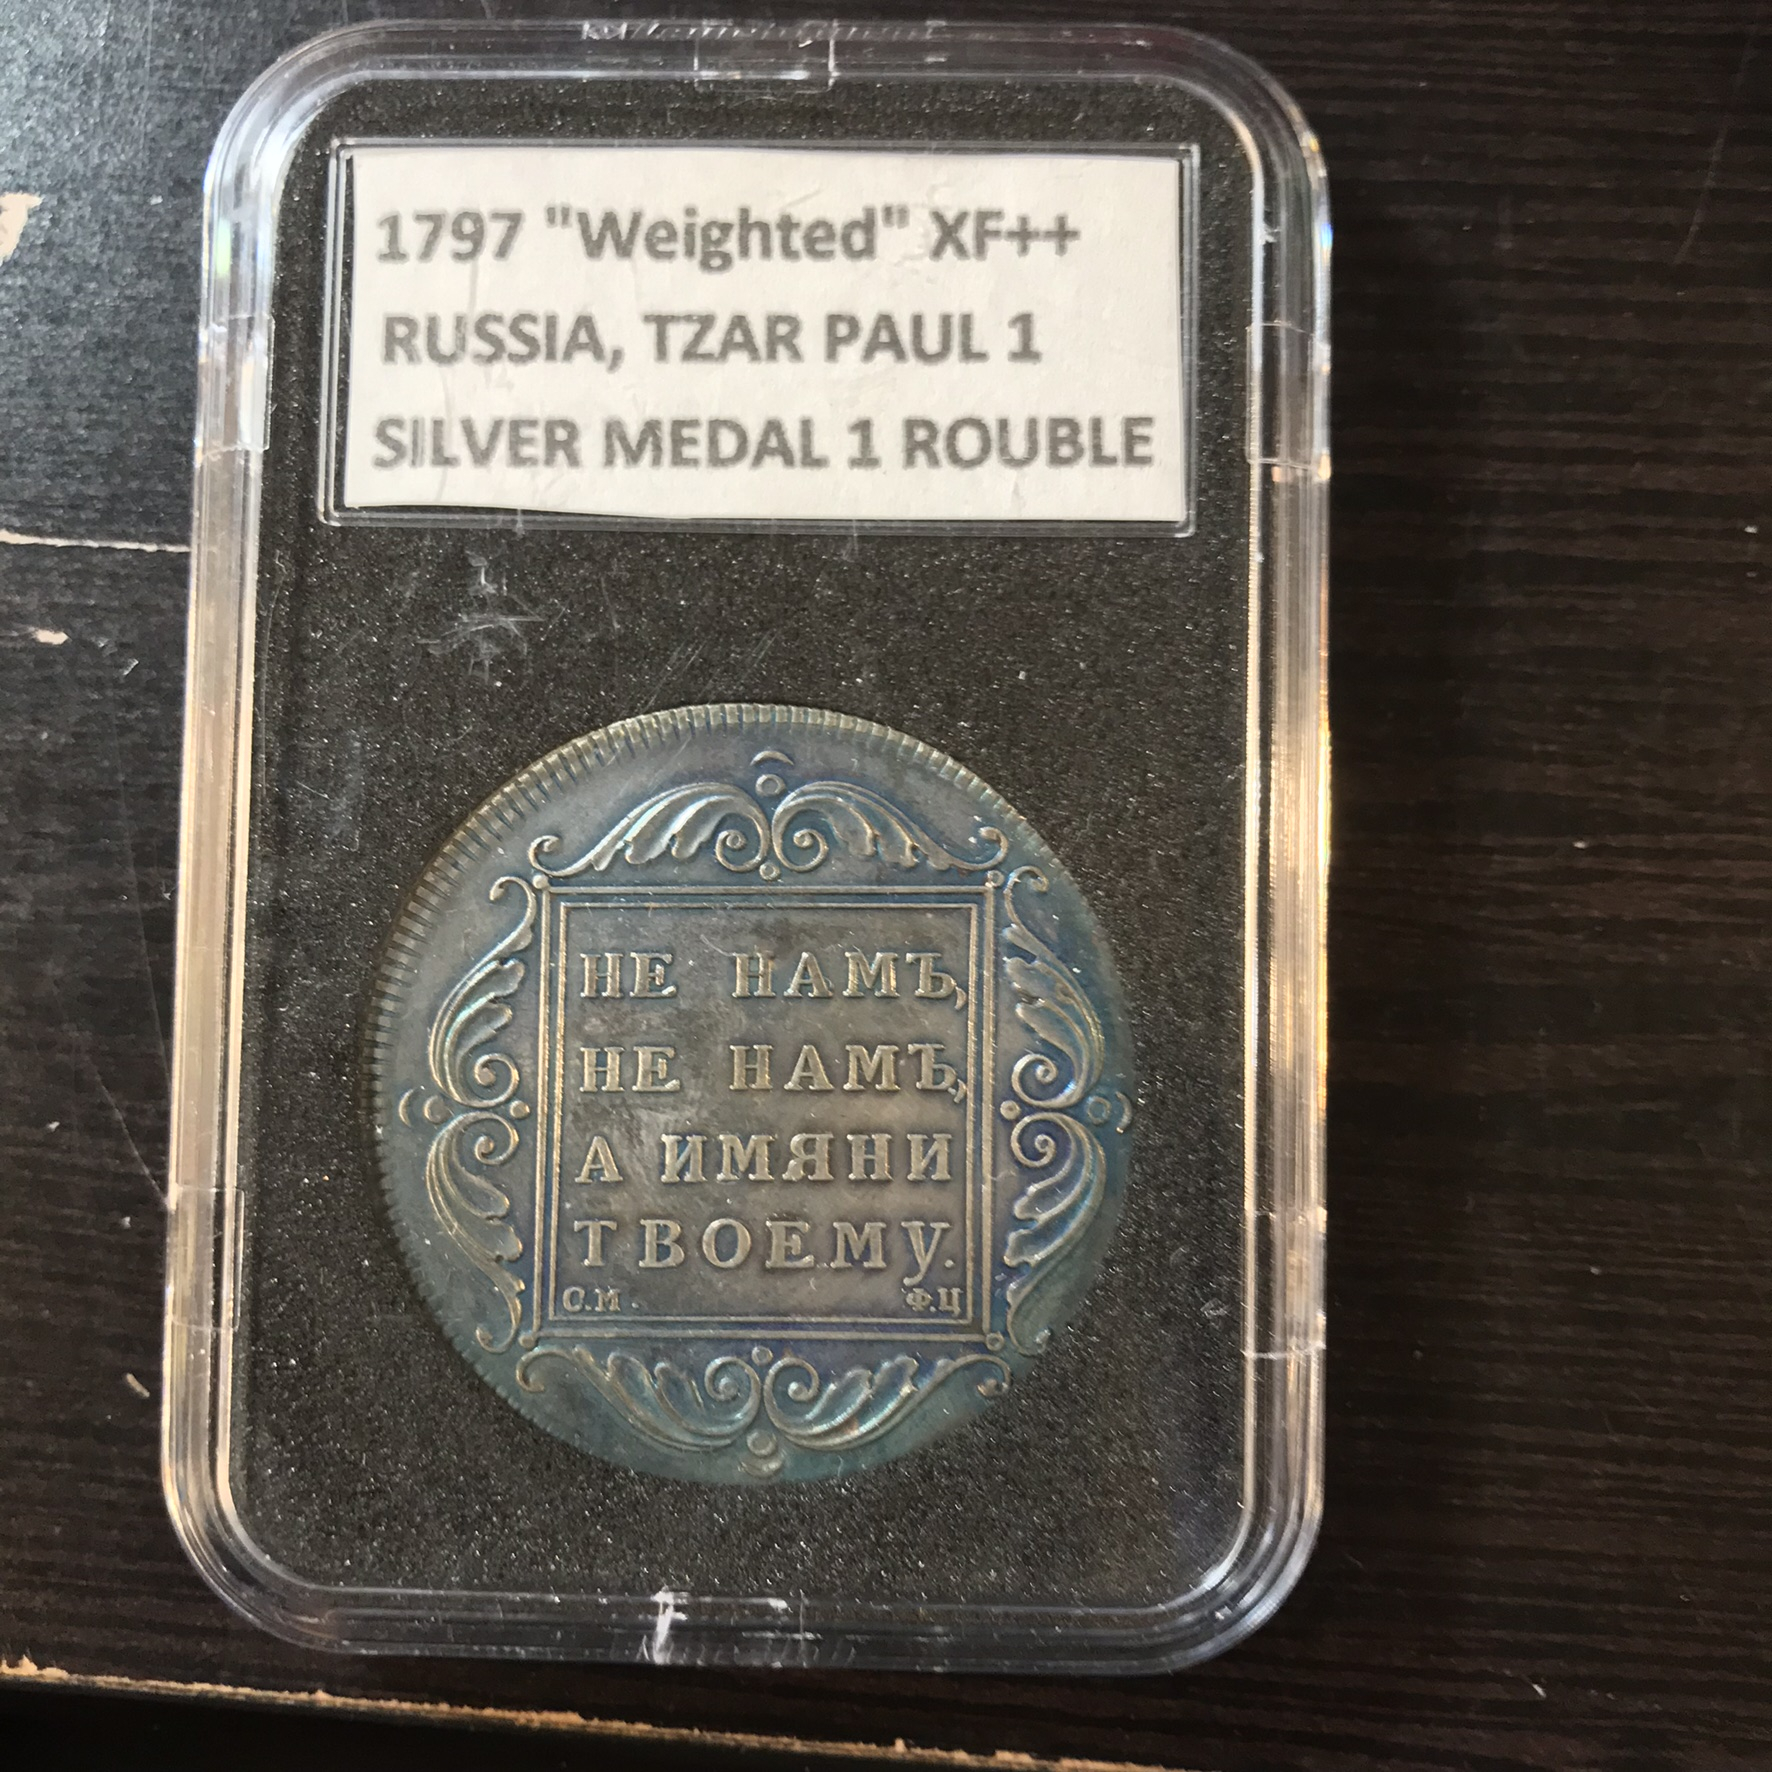 1797 "Weighted" XF++
RUSSIA, TZAR PAUL 1
SILVER MEDAL 1 ROUBLE
НЕ НАМЪ,
НЕ НАМЪ,
А ИМЯНИ
ТВОЕМУ.
С.М. Ф.Ц